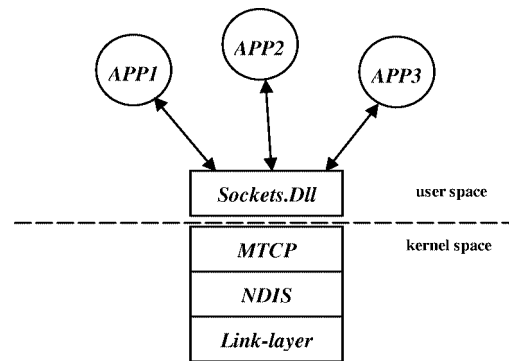 APP1
APP2
APP3
Sockets.Dll
user space
MTCP
kernel space
NDIS
Link-layer